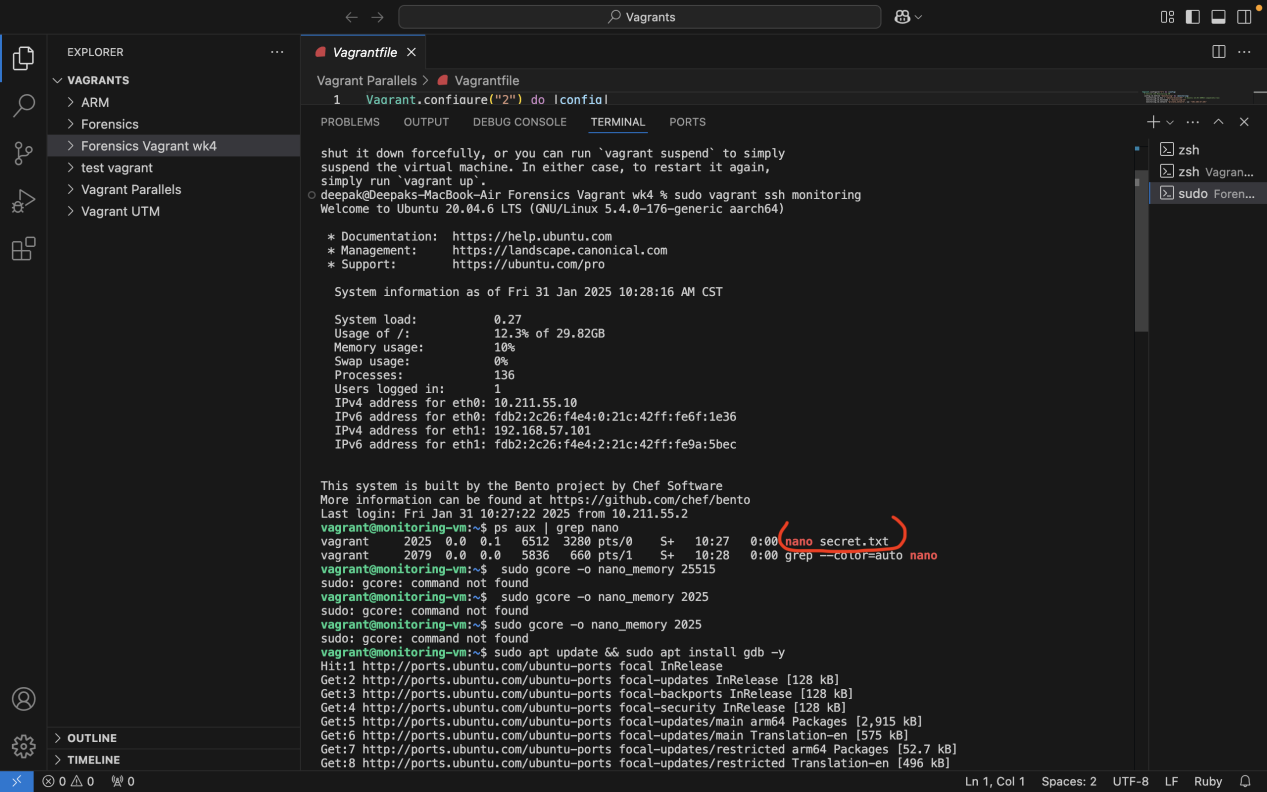 Vagrants
EXPLORER
VAGRANTS
ARM
Forensics
Forensics Vagrant wk4
test vagrant
Vagrant Parallels
Vagrant UTM
OUTLINE
TIMELINE
Vagrantfile
Vagrant Parallels > Vagrantfile
1 Vagrant.configure("2") do |config|
PROBLEMS OUTPUT DEBUG CONSOLE TERMINAL PORTS
shut it down forcefully, or you can run `vagrant suspend` to simply
suspend the virtual machine. In either case, to restart it again,
simply run `vagrant up`.
deepak@Deepaks-MacBook-Air Forensics Vagrant wk4 % sudo vagrant ssh monitoring
Welcome to Ubuntu 20.04.6 LTS (GNU/Linux 5.4.0-176-generic aarch64)
* Documentation: https://help.ubuntu.com
* Management: https://landscape.canonical.com
* Support: https://ubuntu.com/pro
System information as of Fri 31 Jan 2025 10:28:16 AM CST
System load: 0.27
Usage of /: 12.3% of 29.82GB
Memory usage: 10%
Swap usage: 0%
Processes: 136
Users logged in: 1
IPv4 address for eth0: 10.211.55.10
IPv6 address for eth0: fdb2:2c26:f4e4:0:21c:42ff:fe6f:1e36
IPv4 address for eth1: 192.168.57.101
IPv6 address for eth1: fdb2:2c26:f4e4:2:21c:42ff:fe9a:5bec
This system is built by the Bento project by Chef Software
More information can be found at https://github.com/chef/bento
Last login: Fri Jan 31 10:27:22 2025 from 10.211.55.2
vagrant@monitoring-vm:~$ ps aux | grep nano
vagrant 2025 0.0 0.1 6512 3280 pts/0 S+ 10:27 0:00 nano secret.txt
vagrant 2079 0.0 0.0 5836 660 pts/1 S+ 10:28 0:00 grep --color=auto nano
vagrant@monitoring-vm:~$ sudo gcore -o nano_memory 25515
sudo: gcore: command not found
vagrant@monitoring-vm:~$ sudo gcore -o nano_memory 2025
sudo: gcore: command not found
vagrant@monitoring-vm:~$ sudo gcore -o nano_memory 2025
sudo: gcore: command not found
vagrant@monitoring-vm:~$ sudo apt update && sudo apt install gdb -y
Hit:1 http://ports.ubuntu.com/ubuntu-ports focal InRelease
Get:2 http://ports.ubuntu.com/ubuntu-ports focal-updates InRelease [128 kB]
Get:3 http://ports.ubuntu.com/ubuntu-ports focal-backports InRelease [128 kB]
Get:4 http://ports.ubuntu.com/ubuntu-ports focal-security InRelease [128 kB]
Get:5 http://ports.ubuntu.com/ubuntu-ports focal-updates/main arm64 Packages [2,915 kB]
Get:6 http://ports.ubuntu.com/ubuntu-ports focal-updates/main Translation-en [575 kB]
Get:7 http://ports.ubuntu.com/ubuntu-ports focal-updates/restricted arm64 Packages [52.7 kB]
Get:8 http://ports.ubuntu.com/ubuntu-ports focal-updates/restricted Translation-en [496 kB]
zsh
zsh Vagran...
sudo Foren...
0 0 0
Ln 1, Col 1 Spaces: 2 UTF-8 LF Ruby